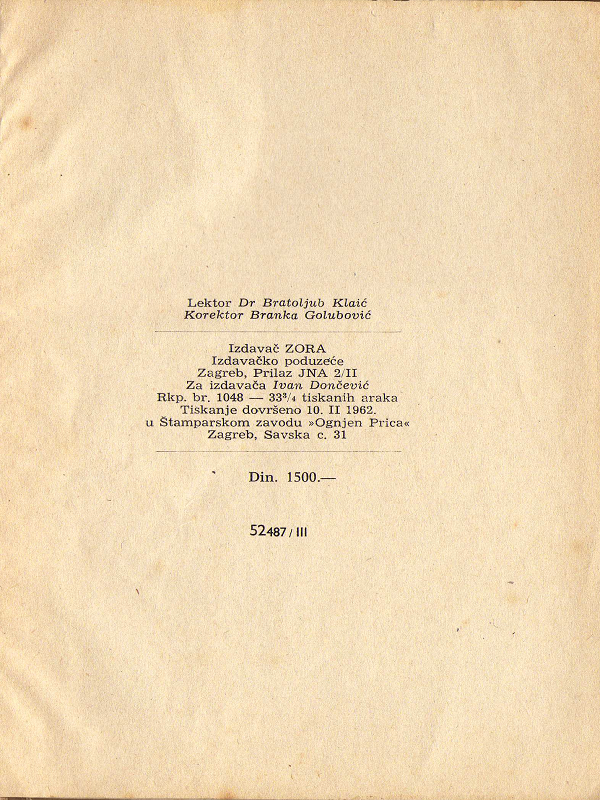 Lektor Dr Bratoljub Klaić
Korektor Branka Golubović
Izdavač ZORA
Izdavačko poduzeće
Zagreb, Prilaz JNA 2/II
Za izdavača Ivan Dončević
Rkp. br. 1048 — 33³/₄ tiskanih araka
Tiskanje dovršeno 10. II 1962.
u Štamparskom zavodu »Ognjen Prica«
Zagreb, Savska c. 31
Din. 1500.—
52487/III